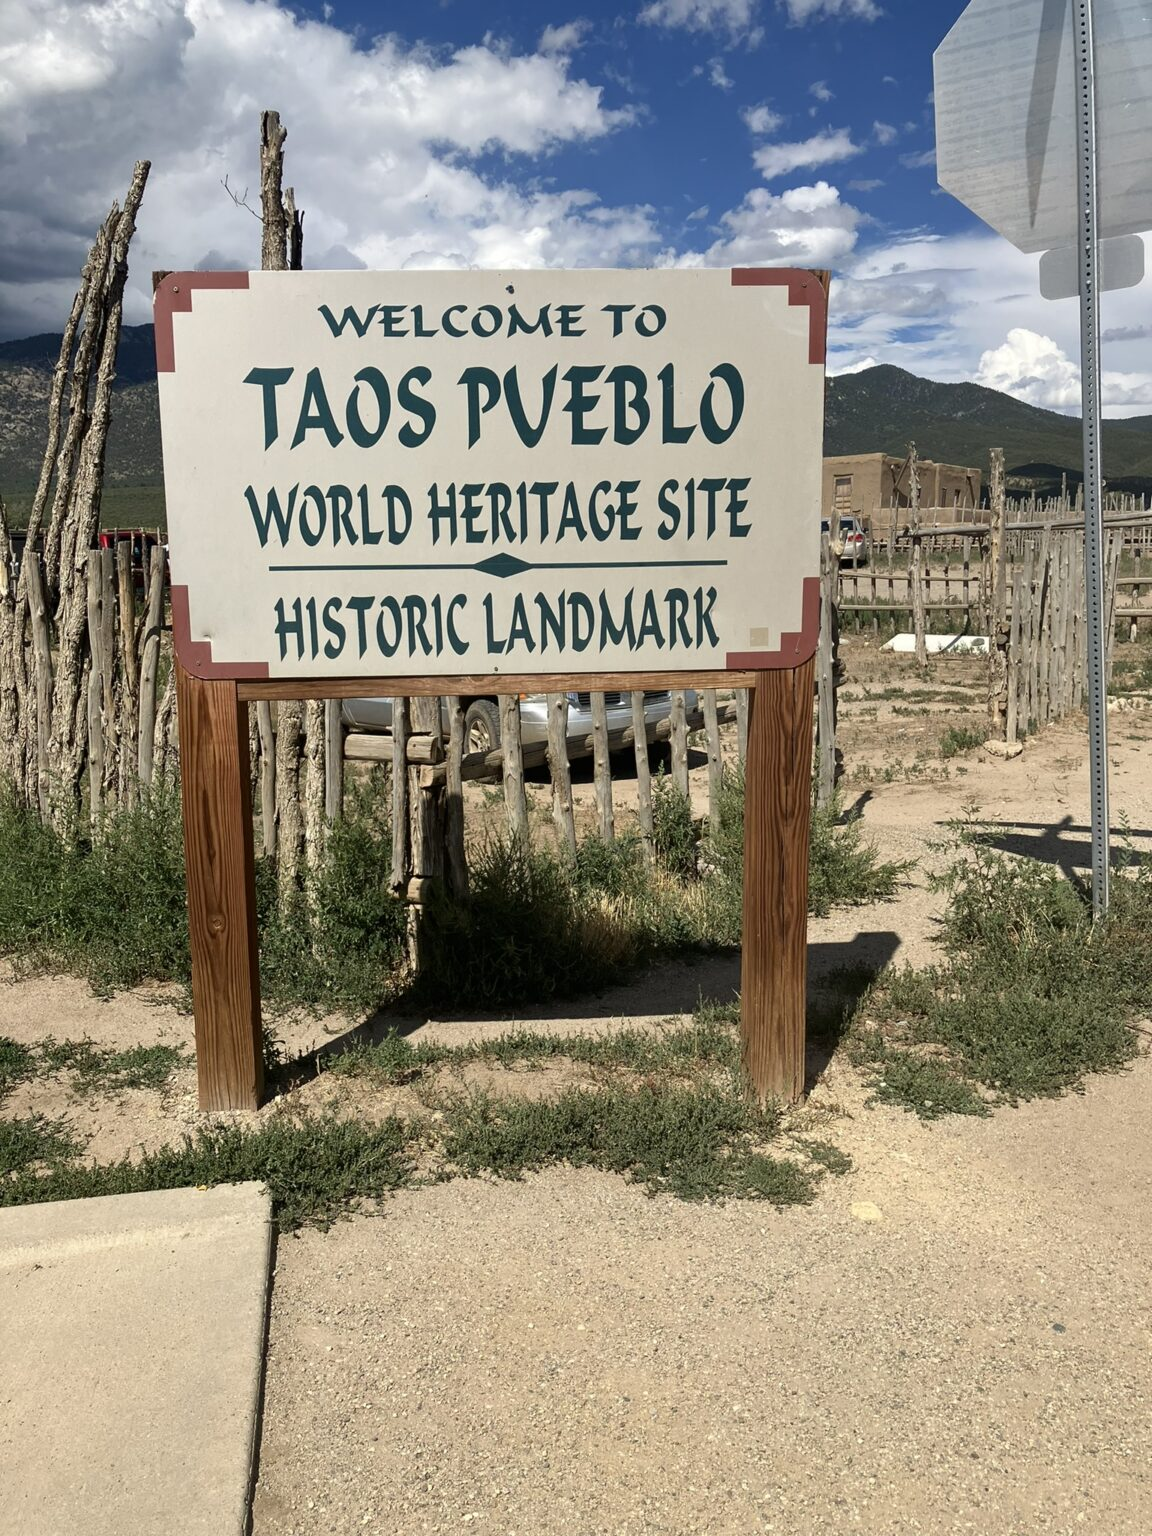 WELCOME TO
TAOS PUEBLO
WORLD HERITAGE SITE
HISTORIC LANDMARK